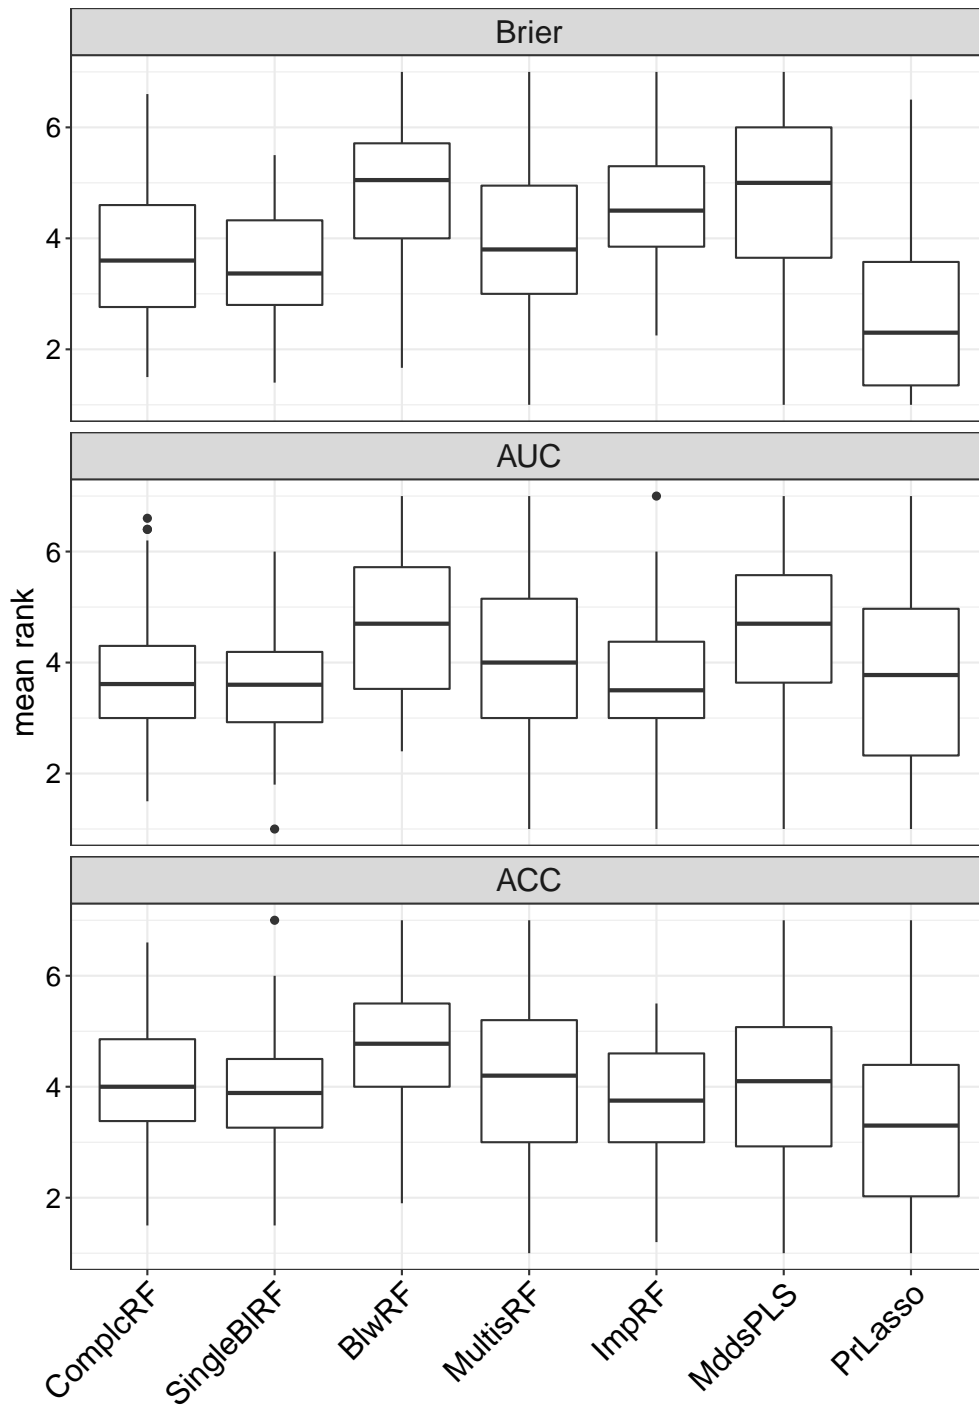 Brier
6
4
2
AUC
6
4
2
mean rank
ACC
6
4
2
ComplcRF
SingleBlRF
BlwRF
MultisRF
ImpRF
MddsPLS
PrLasso